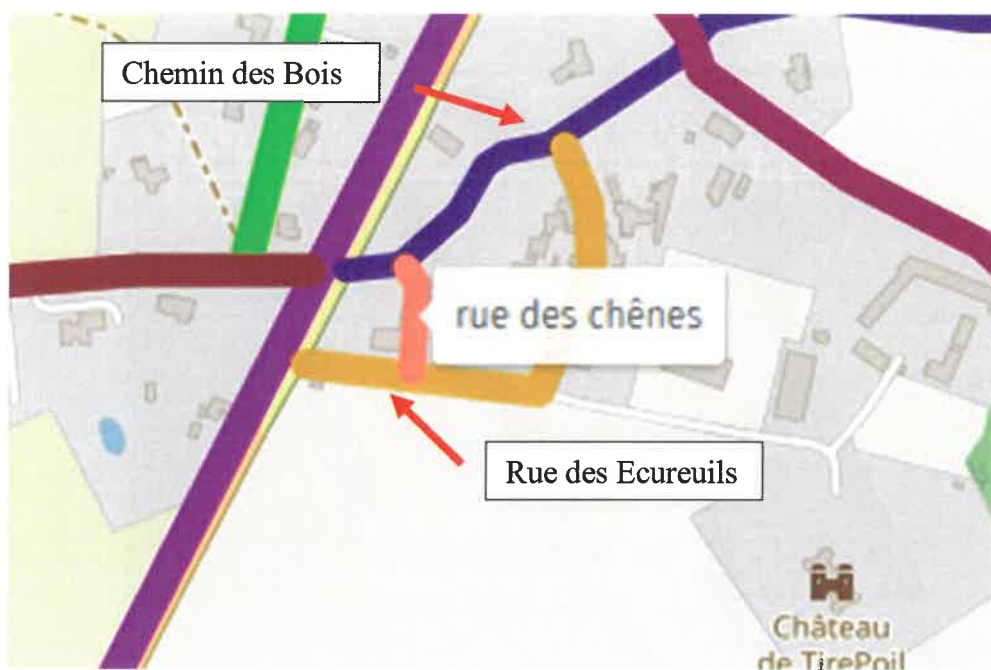 Chemin des Bois
rue des chênes
Rue des Ecureuils
Château
de TirePoil